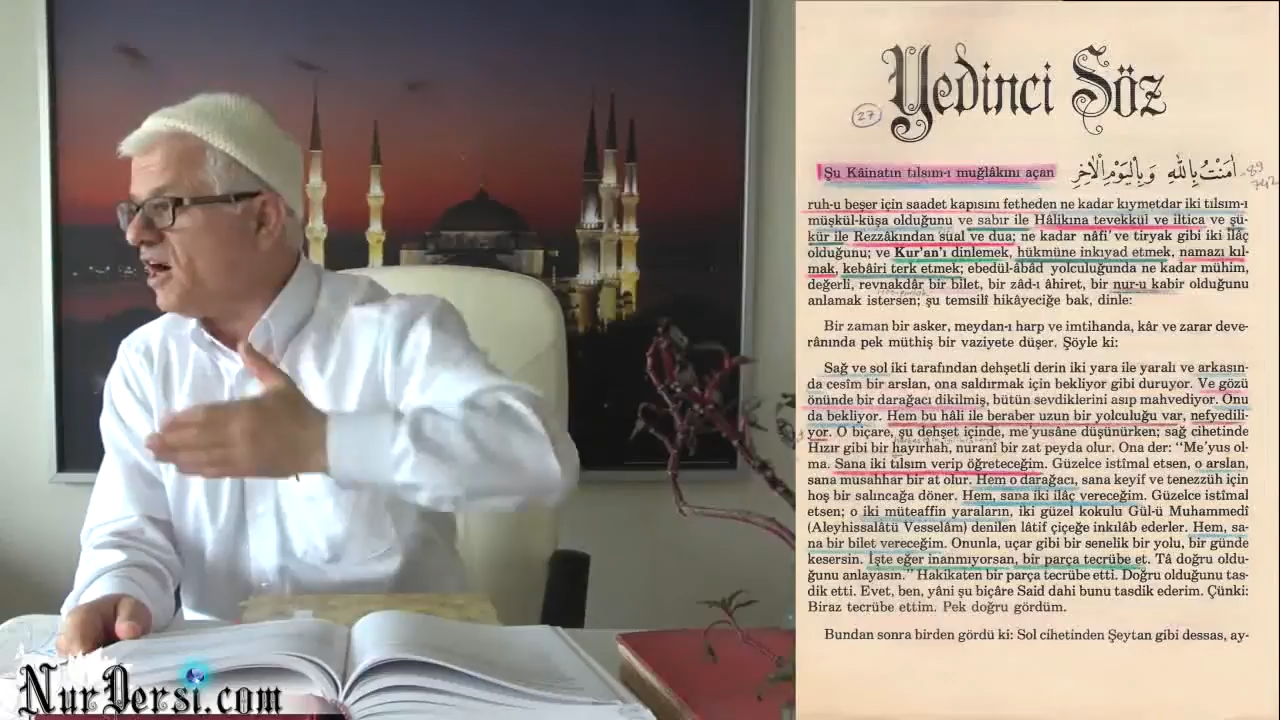 Yedinci Söz
27
Şu Kâinatın tılsım-ı muğlâkını açan اٰمَنْتُ بِاللّٰهِ وَبِالْيَوْمِ الْاٰخِرِ
ruh-u beşer için saadet kapısını fetheden ne kadar kıymetdar iki tılsım-ı
müşkül-küşa olduğunu ve sabır ile Hâlikına tevekkül ve iltica ve şü-
kür ile Rezzâkından sual ve dua; ne kadar nâfi' ve tiryak gibi iki ilâç
olduğunu; ve Kur'an'ı dinlemek, hükmüne inkıyad etmek, namazı kıl-
mak, kebâiri terk etmek; ebedül-âbâd yolculuğunda ne kadar mühim,
değerli, revnakdâr bir bilet, bir zâd-ı âhiret, bir nur-u kabir olduğunu
anlamak istersen; şu temsilî hikâyeciğe bak, dinle:
Bir zaman bir asker, meydan-ı harp ve imtihanda, kâr ve zarar deve-
rânında pek müthiş bir vaziyete düşer. Şöyle ki:
Sağ ve sol iki tarafından dehşetli derin iki yara ile yaralı ve arkasın-
da cesîm bir arslan, ona saldırmak için bekliyor gibi duruyor. Ve gözü
önünde bir darağacı dikilmiş, bütün sevdiklerini asıp mahvediyor. Onu
da bekliyor. Hem bu hâli ile beraber uzun bir yolculuğu var, nefyedili-
yor. O biçare, şu dehşet içinde, me'yusâne düşünürken; sağ cihetinde
Hızır gibi bir hayırhah, nuranî bir zat peyda olur. Ona der: "Me'yus ol-
ma. Sana iki tılsım verip öğreteceğim. Güzelce istîmal etsen, o arslan,
sana musahhar bir at olur. Hem o darağacı, sana keyif ve tenezzüh için
hoş bir salıncağa döner. Hem, sana iki ilâç vereceğim. Güzelce istîmal
etsen; o iki müteaffin yaraların, iki güzel kokulu Gül-ü Muhammedî
(Aleyhissalâtü Vesselâm) denilen lâtif çiçeğe inkılâb ederler. Hem, sa-
na bir bilet vereceğim. Onunla, uçar gibi bir senelik bir yolu, bir günde
kesersin. İşte eğer inanmıyorsan, bir parça tecrübe et. Tâ doğru oldu-
ğunu anlayasın." Hakikaten bir parça tecrübe etti. Doğru olduğunu tas-
dik etti. Evet, ben, yâni şu biçâre Said dahi bunu tasdik ederim. Çünki:
Biraz tecrübe ettim. Pek doğru gördüm.
Bundan sonra birden gördü ki: Sol cihetinden Şeytan gibi dessas, ay-
NurDersi.com